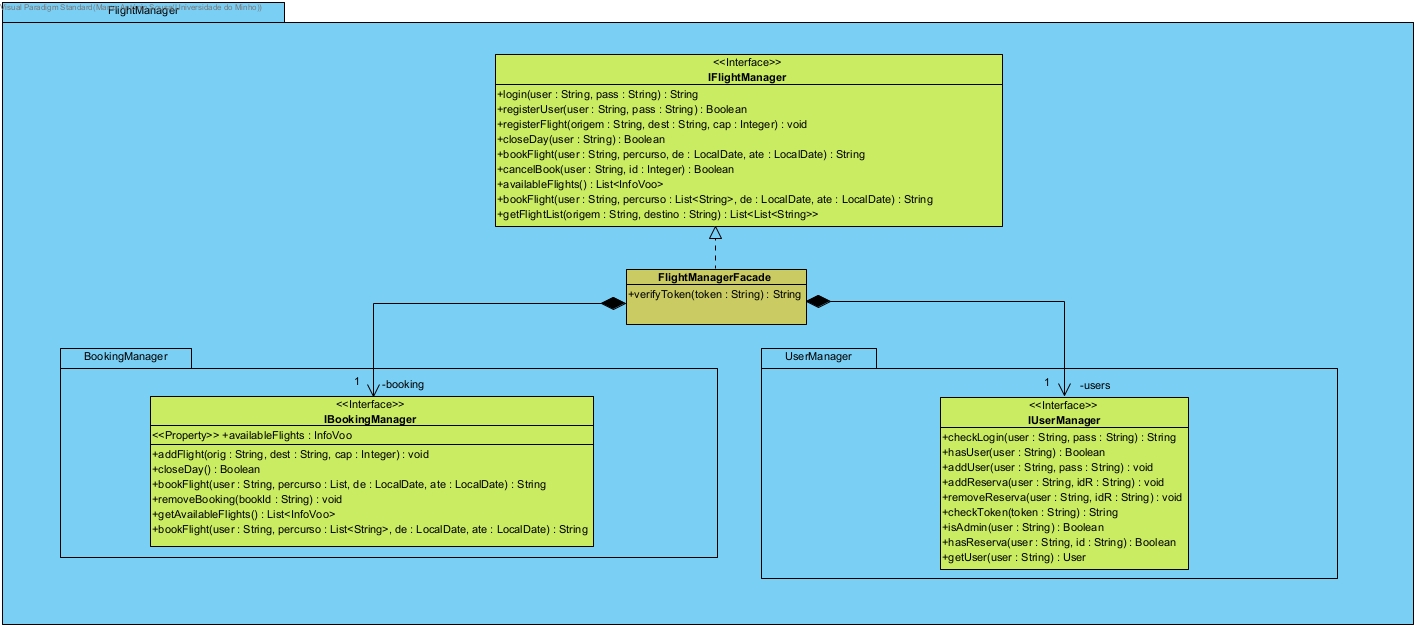 Visual Paradigm Standard(Ma Universidade do Minho))
FlightManager
<<Interface>>
IFlightManager
+login(user : String, pass : String) : String
+registerUser(user : String, pass : String) : Boolean
+registerFlight(origem : String, dest : String, cap : Integer) : void
+closeDay(user : String) : Boolean
+bookFlight(user : String, percurso, de : LocalDate, ate : LocalDate) : String
+cancelBook(user : String, id : Integer) : Boolean
+availableFlights() : List<InfoVoo>
+bookFlight(user : String, percurso : List<String>, de : LocalDate, ate : LocalDate) : String
+getFlightList(origem : String, destino : String) : List<List<String>>
FlightManagerFacade
+verifyToken(token : String) : String
BookingManager
1
-booking
<<Interface>>
IBookingManager
<<Property>> +availableFlights : InfoVoo
+addFlight(orig : String, dest : String, cap : Integer) : void
+closeDay() : Boolean
+bookFlight(user : String, percurso : List, de : LocalDate, ate : LocalDate) : String
+removeBooking(bookId : String) : void
+getAvailableFlights() : List<InfoVoo>
+bookFlight(user : String, percurso : List<String>, de : LocalDate, ate : LocalDate) : String
UserManager
1
-users
<<Interface>>
IUserManager
+checkLogin(user : String, pass : String) : String
+hasUser(user : String) : Boolean
+addUser(user : String, pass : String) : void
+addReserva(user : String, idR : String) : void
+removeReserva(user : String, idR : String) : void
+checkToken(token : String) : String
+isAdmin(user : String) : Boolean
+hasReserva(user : String, id : String) : Boolean
+getUser(user : String) : User